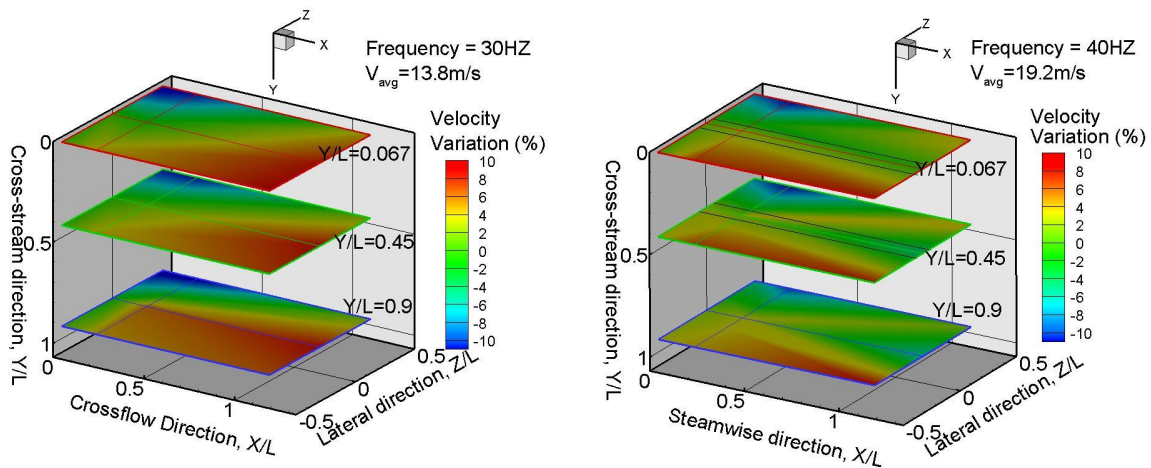 Z
X
Y
Frequency = 30HZ
Vavg=13.8m/s
Velocity
Variation (%)
10
8
6
4
2
0
-2
-4
-6
-8
-10
Y/L=0.067
Y/L=0.45
Y/L=0.9
0
0.5
1
Cross-stream direction, Y/L
0
0.5
1
Crossflow Direction, X/L
-0.5
0
0.5
Lateral direction, Z/L
Z
X
Y
Frequency = 40HZ
Vavg=19.2m/s
Velocity
Variation (%)
10
8
6
4
2
0
-2
-4
-6
-8
-10
Y/L=0.067
Y/L=0.45
Y/L=0.9
0
0.5
1
Cross-stream direction, Y/L
0
0.5
1
Steamwise direction, X/L
-0.5
0
0.5
Lateral direction, Z/L